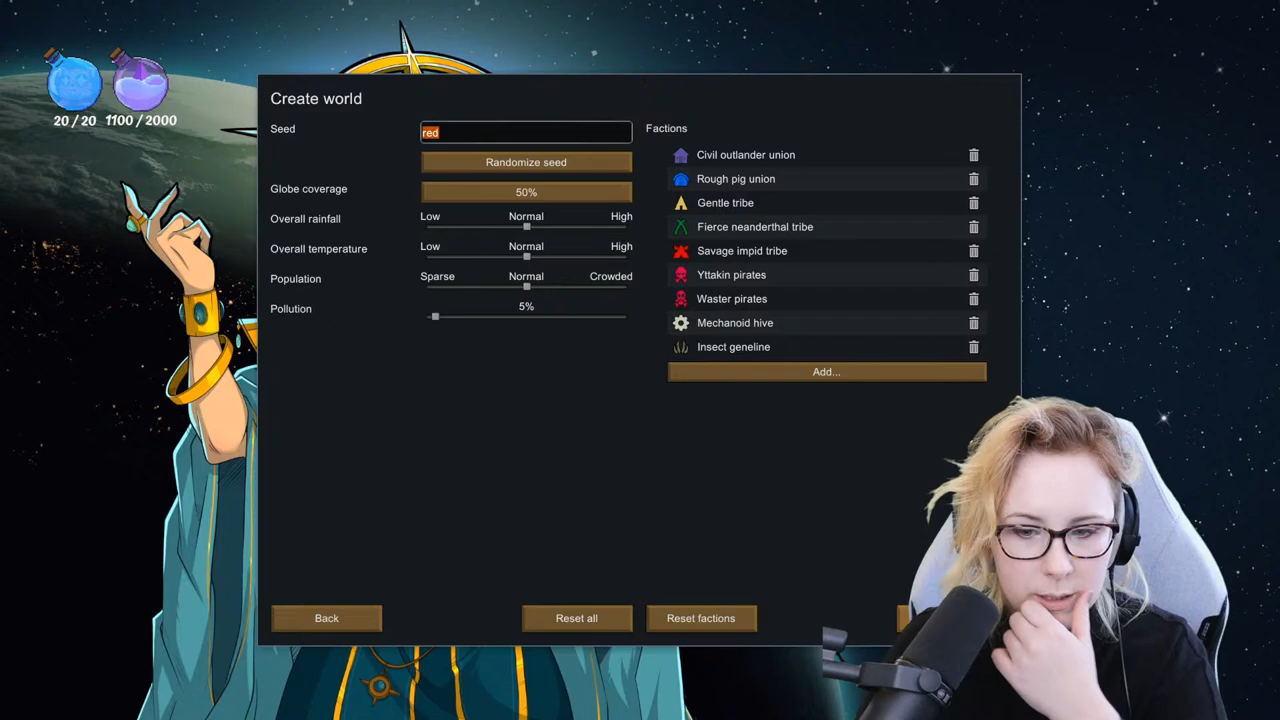 20 / 20
1100 / 2000
Create world
Seed
red
Randomize seed
Globe coverage
50%
Overall rainfall
Low Normal High
Overall temperature
Low Normal High
Population
Sparse Normal Crowded
Pollution
5%
Factions
Civil outlander union
Rough pig union
Gentle tribe
Fierce neanderthal tribe
Savage impid tribe
Yttakin pirates
Waster pirates
Mechanoid hive
Insect geneline
Add...
Back
Reset all
Reset factions